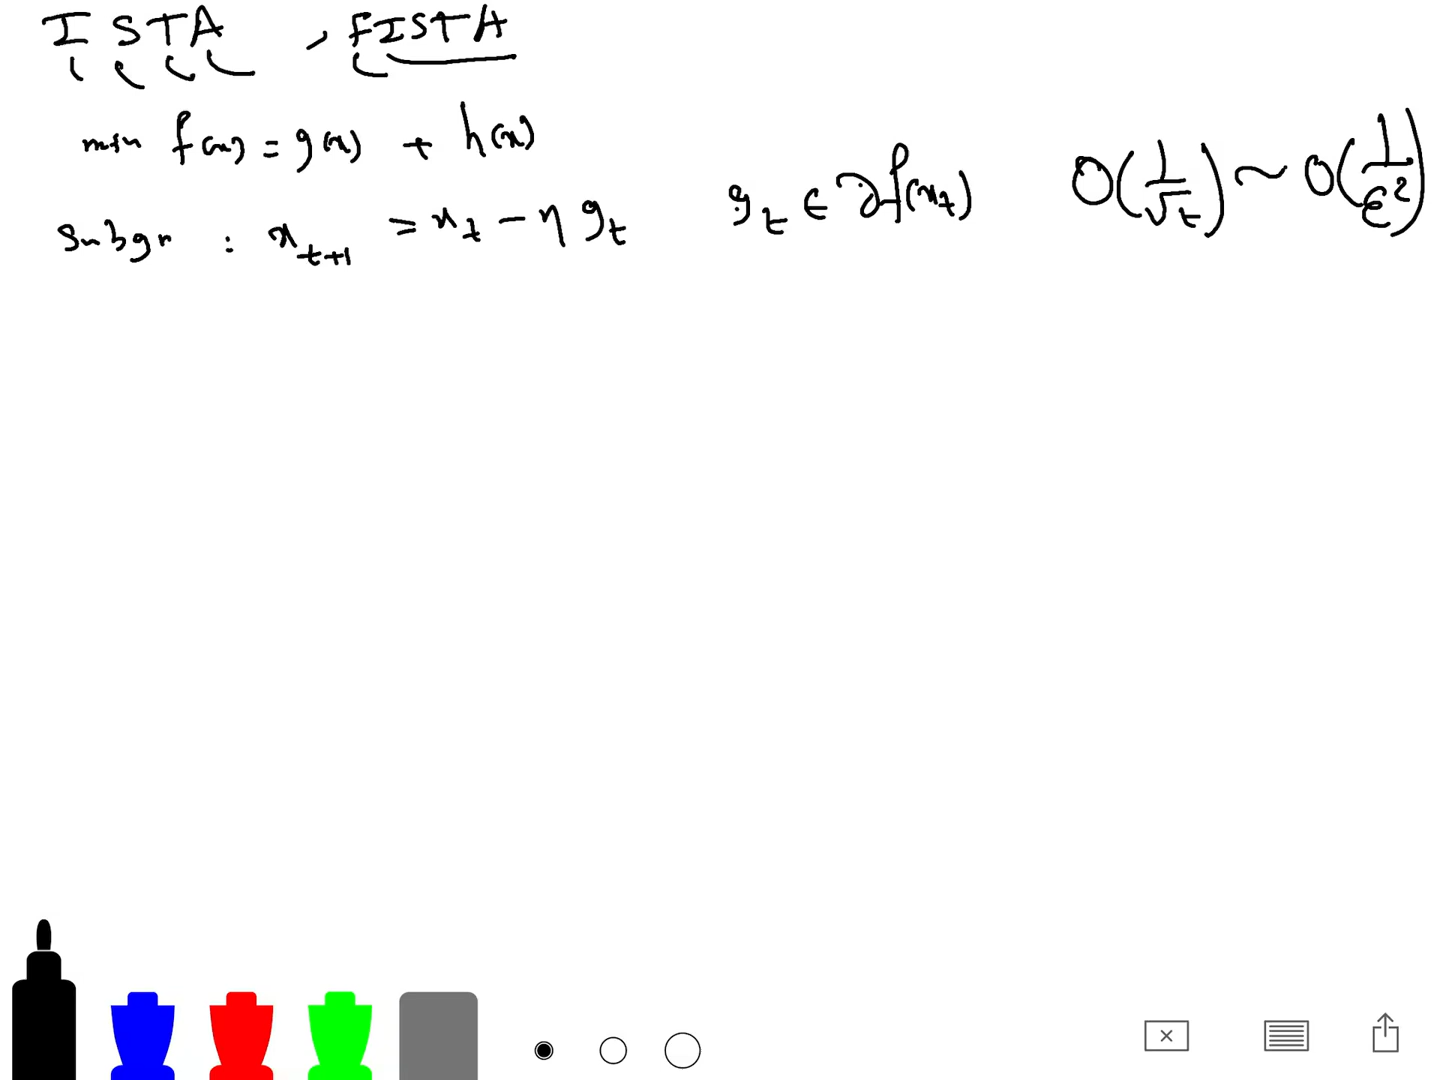 ISTA , FISTA
min f(x) = g(x) + h(x)
subgr : x_{t+1} = x_t - η g_t g_t ∈ ∂f(x_t) O(1/√t) ~ O(1/ε²)